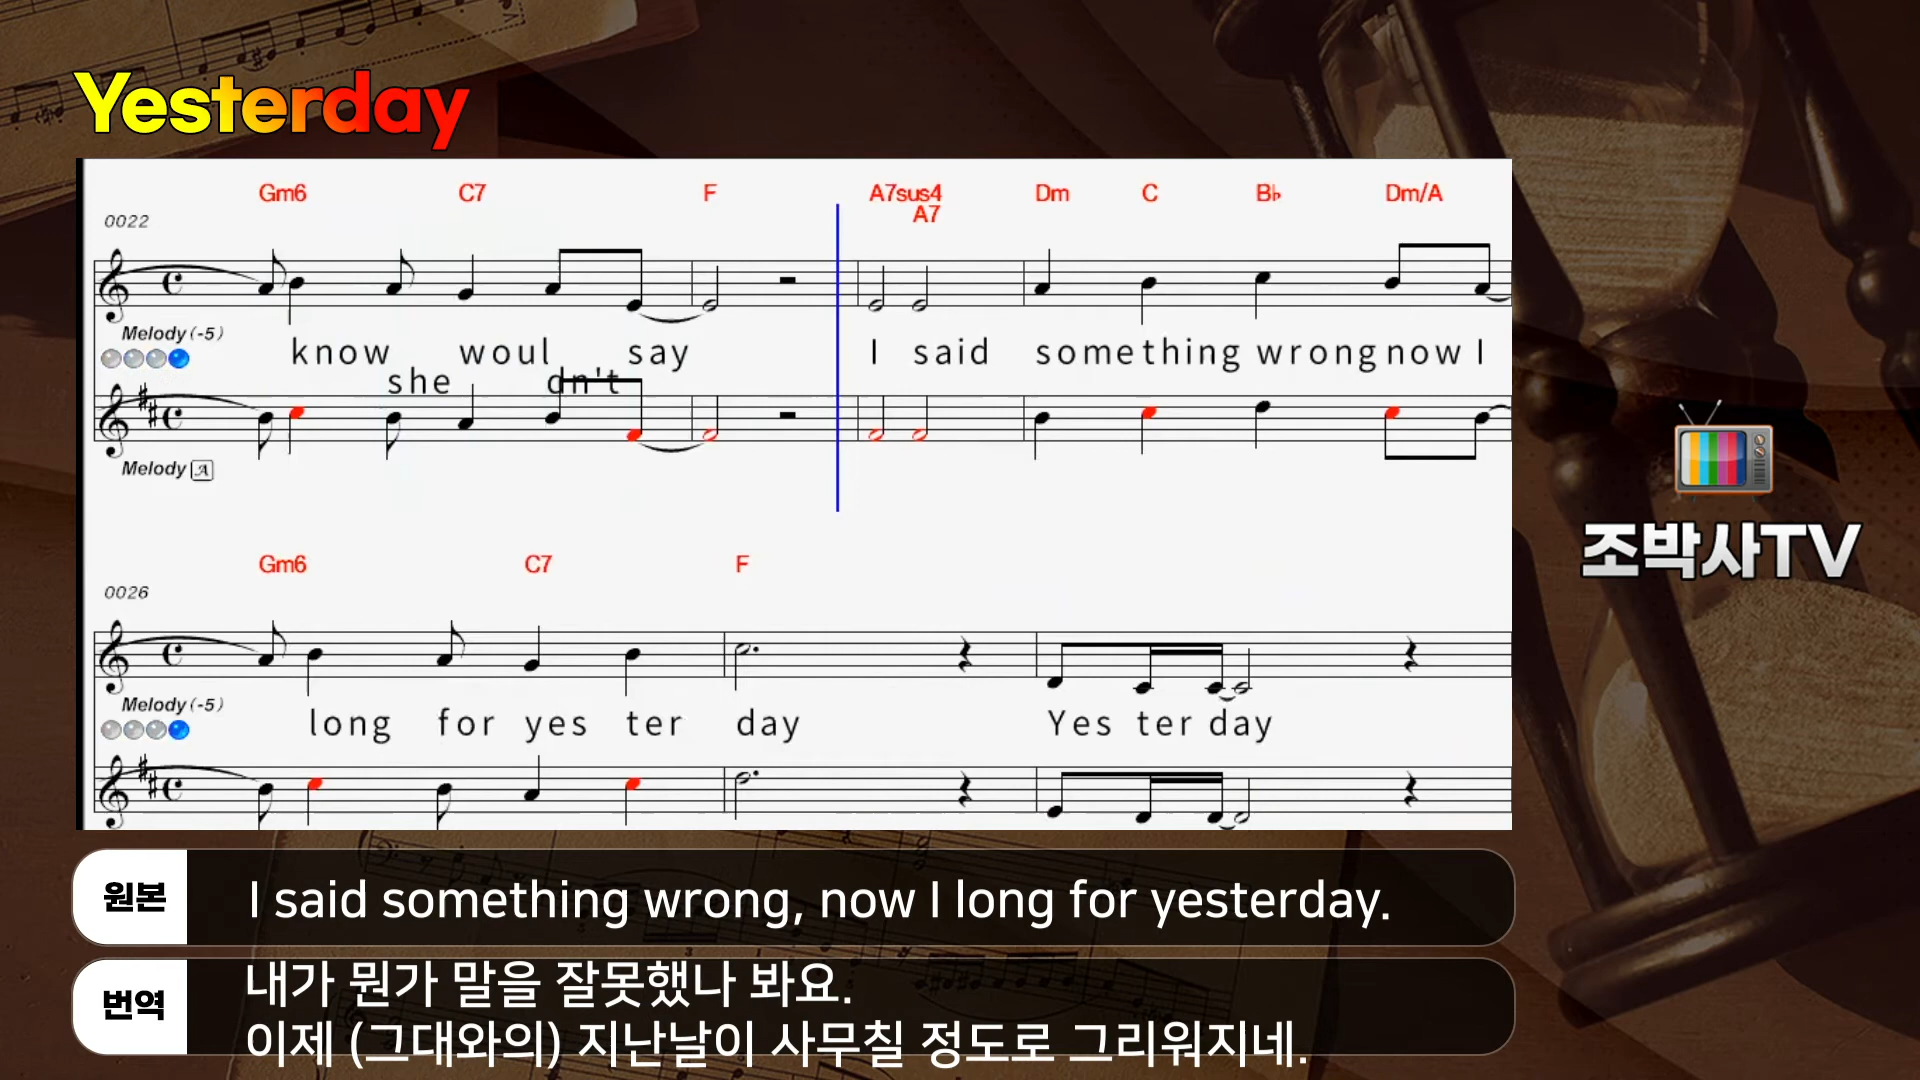 Yesterday
Gm6 C7 F A7sus4 Dm C B♭ Dm/A
A7
0022
Melody (-5)
know woul say I said something wrong now I
she dn't
Melody A
Gm6 C7 F
0026
Melody (-5)
long for yes ter day Yes ter day
조박사TV
원본
I said something wrong, now I long for yesterday.
번역
내가 뭔가 말을 잘못했나 봐요.
이제 (그대와의) 지난날이 사무칠 정도로 그리워지네.